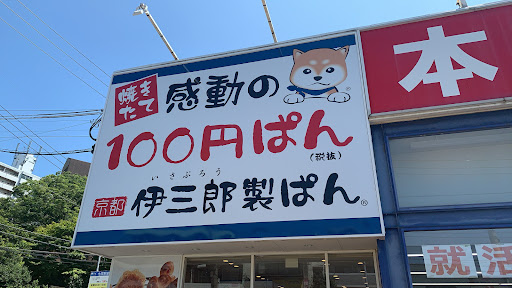 焼きたて 感動の
100円ぱん
(税抜)
いさぶろう
京都 伊三郎製ぱん®
本
就活